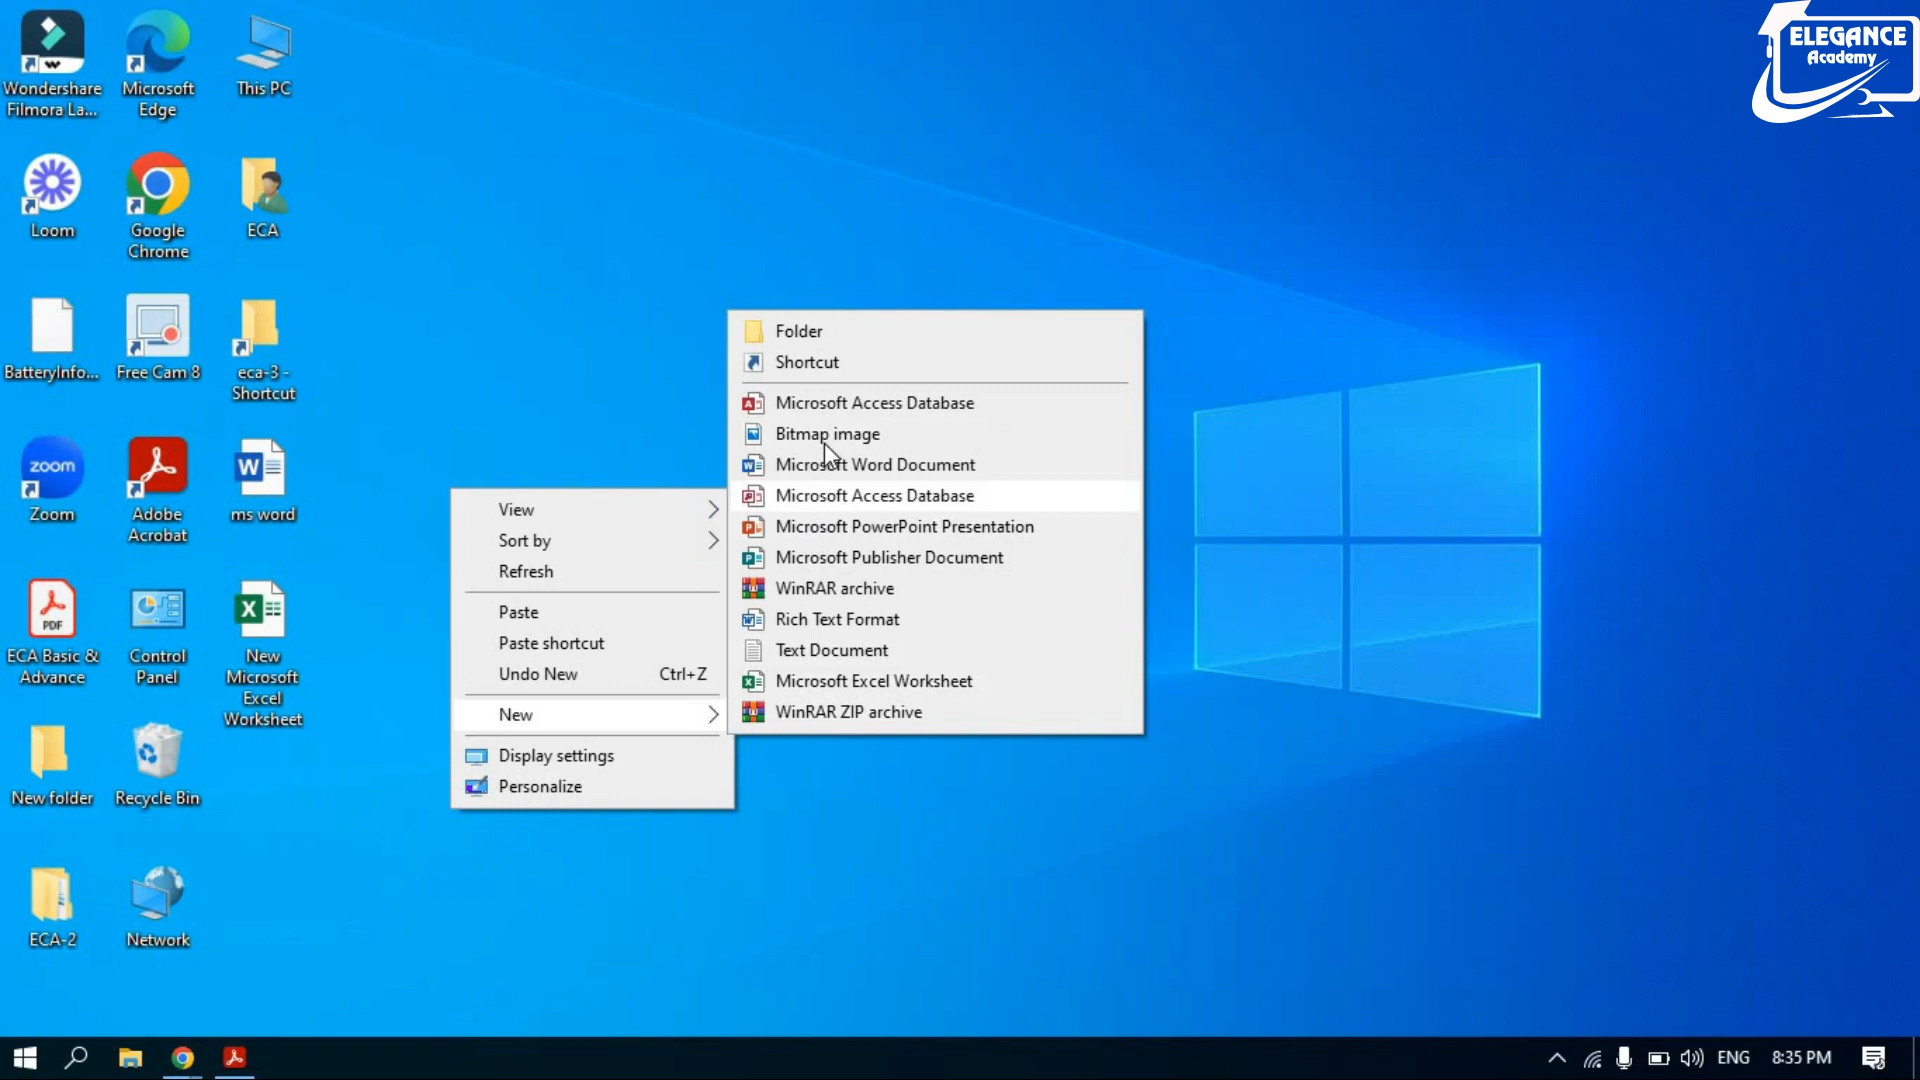 Wondershare
Filmora La...
Microsoft
Edge
This PC
ELEGANCE
Academy
Loom
Google
Chrome
ECA
BatteryInfo...
Free Cam 8
eca-3 -
Shortcut
zoom
Zoom
Adobe
Acrobat
ms word
PDF
ECA Basic &
Advance
Control
Panel
New
Microsoft
Excel
Worksheet
New folder
Recycle Bin
ECA-2
Network
View
Sort by
Refresh
Paste
Paste shortcut
Undo New Ctrl+Z
New
Display settings
Personalize
Folder
Shortcut
Microsoft Access Database
Bitmap image
Microsoft Word Document
Microsoft Access Database
Microsoft PowerPoint Presentation
Microsoft Publisher Document
WinRAR archive
Rich Text Format
Text Document
Microsoft Excel Worksheet
WinRAR ZIP archive
ENG 8:35 PM